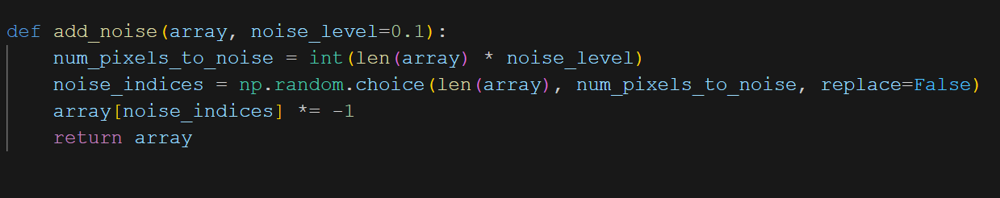 def add_noise(array, noise_level=0.1):
    num_pixels_to_noise = int(len(array) * noise_level)
    noise_indices = np.random.choice(len(array), num_pixels_to_noise, replace=False)
    array[noise_indices] *= -1
    return array